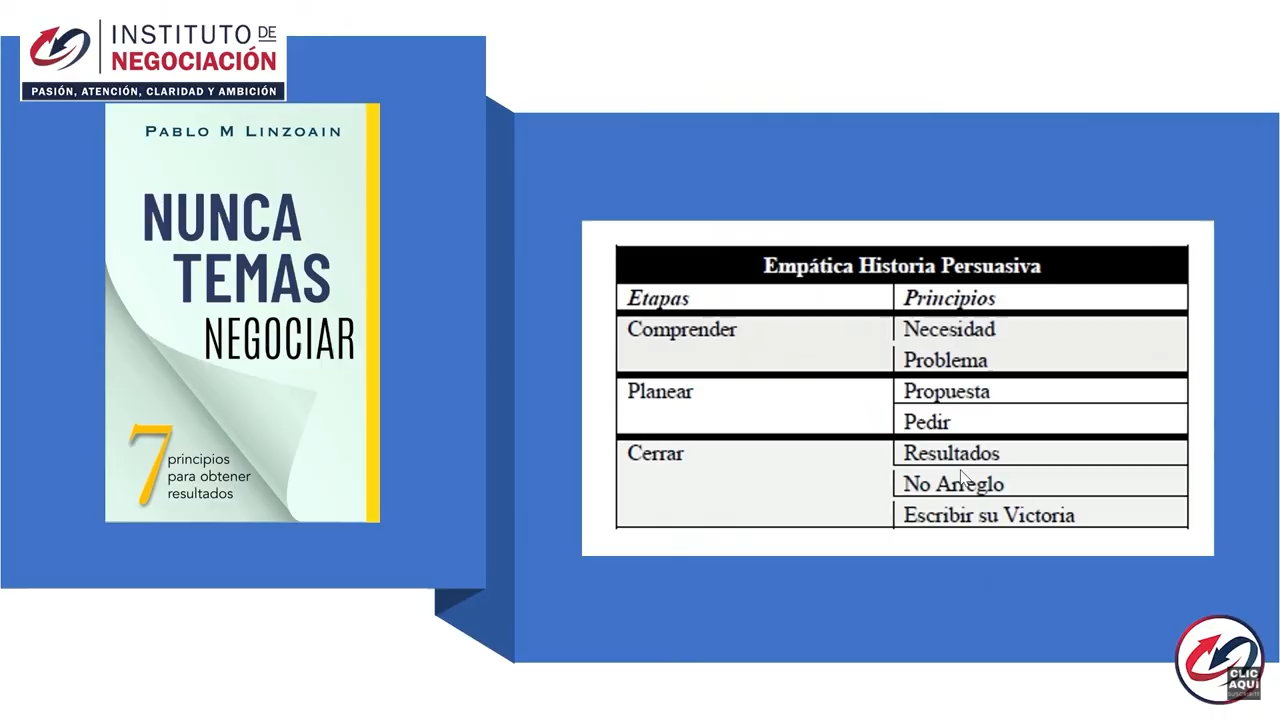 INSTITUTO DE
NEGOCIACIÓN
PASIÓN, ATENCIÓN, CLARIDAD Y AMBICIÓN
PABLO M LINZOAIN
NUNCA
TEMAS
NEGOCIAR
7 principios
para obtener
resultados
Empática Historia Persuasiva
Etapas Principios
Comprender Necesidad
Problema
Planear Propuesta
Pedir
Cerrar Resultados
No Arreglo
Escribir su Victoria
CLIC
AQUÍ